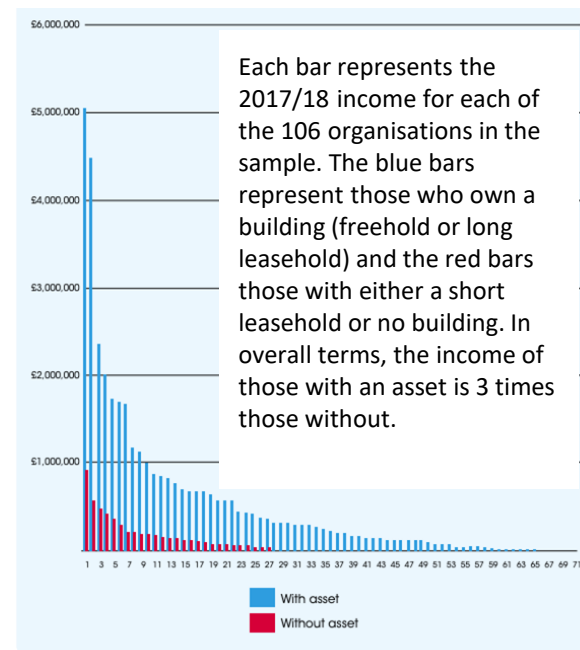 £6,000,000
Each bar represents the
2017/18 income for each of
the 106 organisations in the
sample. The blue bars
represent those who own a
building (freehold or long
leasehold) and the red bars
those with either a short
leasehold or no building. In
overall terms, the income of
those with an asset is 3 times
those without.
£5,000,000
£4,000,000
£3,000,000
£2,000,000
£1,000,000
1 3 5 7 9 11 13 15 17 19 21 23 25 27 29 31 33 35 37 39 41 43 45 47 49 51 53 55 57 59 61 63 65 67 69 71
With asset
Without asset